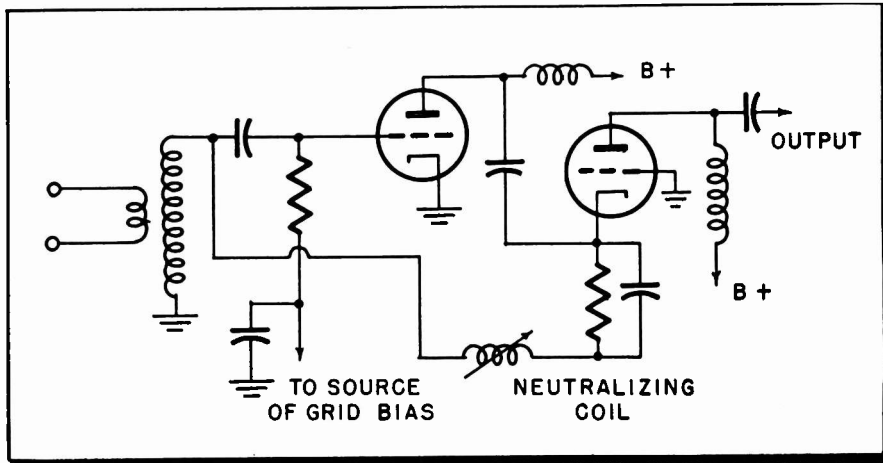 B+
OUTPUT
B+
TO SOURCE
OF GRID BIAS
NEUTRALIZING
COIL